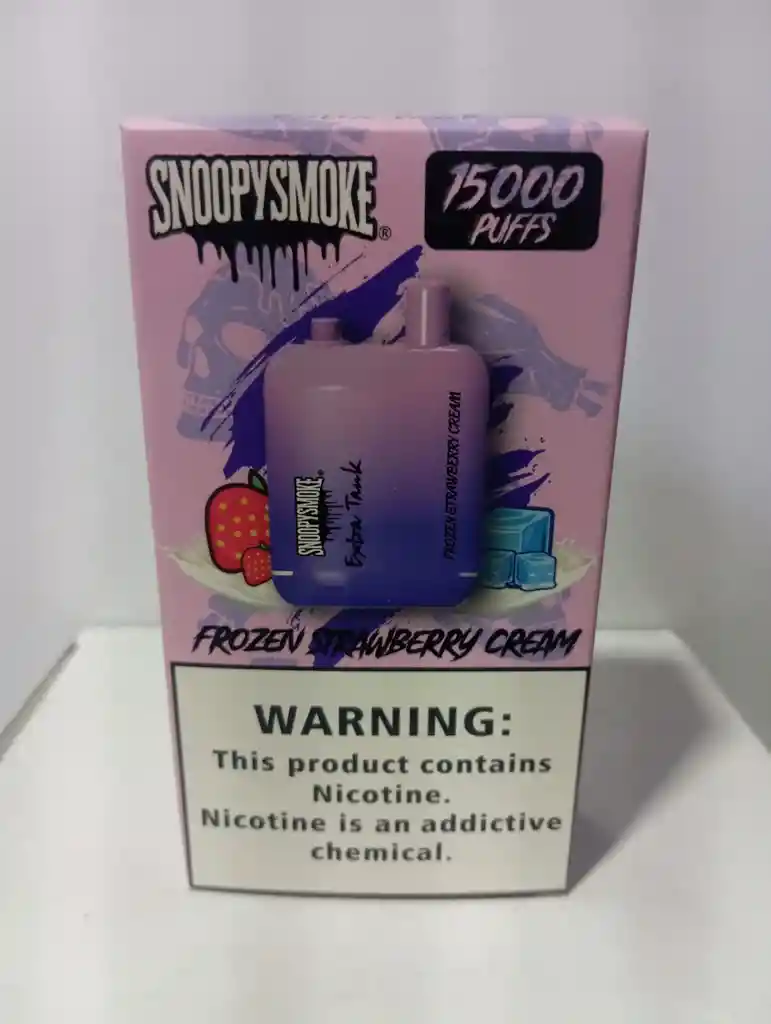 SNOOPYSMOKE®
15000
PUFFS
SNOOPYSMOKE®
Extra Tank
FROZEN STRAWBERRY CREAM
FROZEN STRAWBERRY CREAM
WARNING:
This product contains
Nicotine.
Nicotine is an addictive
chemical.